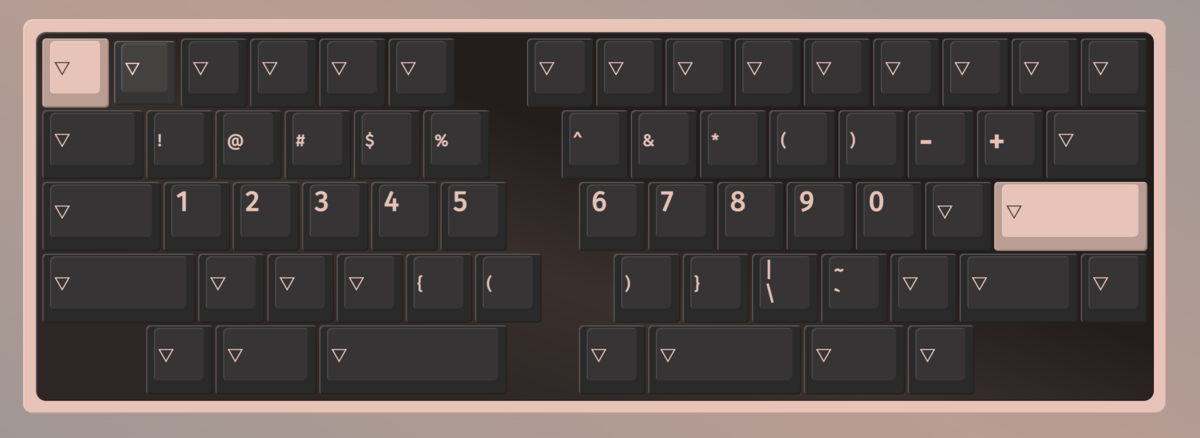 ▽ ▽ ▽ ▽ ▽ ▽ ▽ ▽ ▽ ▽ ▽ ▽ ▽ ▽ ▽
▽ ! @ # $ % ^ & * ( ) - + ▽
▽ 1 2 3 4 5 6 7 8 9 0 ▽ ▽
▽ ▽ ▽ ▽ { ( ) } | ~ ▽ ▽ ▽
\ `
▽ ▽ ▽ ▽ ▽ ▽ ▽